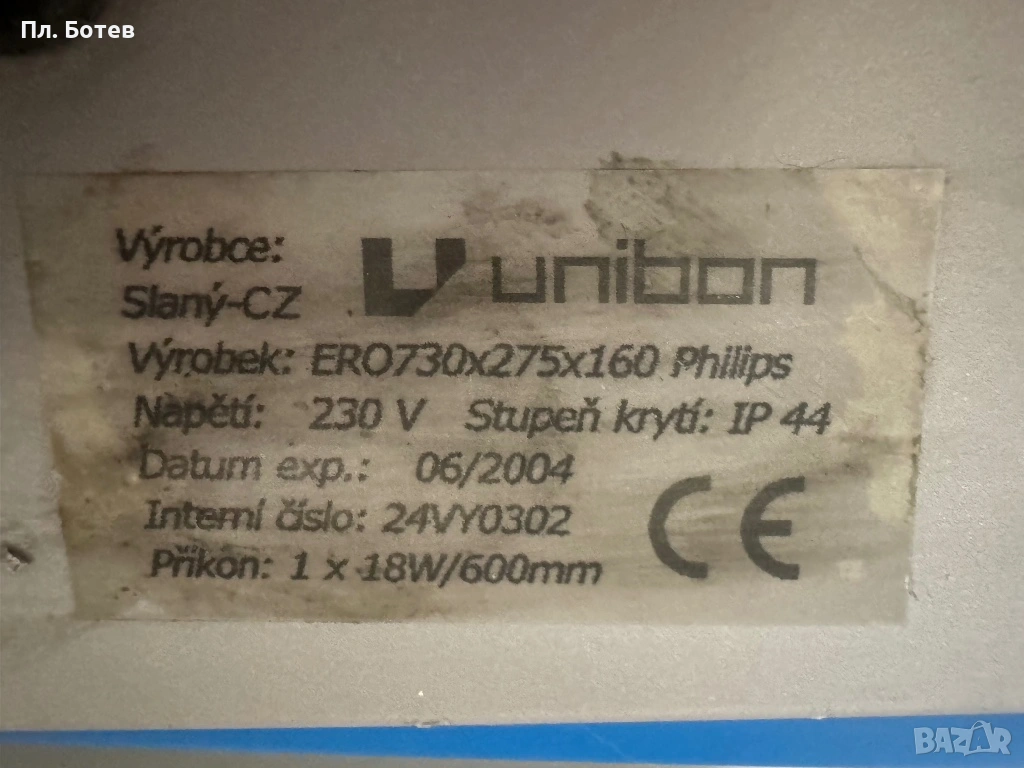 Пл. Ботев
Výrobce:
unibon
Slaný-CZ
Výrobek: ERO730x275x160 Philips
Napětí: 230 V Stupeň krytí: IP 44
Datum exp.: 06/2004
Interní číslo: 24VY0302
Příkon: 1 x 18W/600mm
CE
BAZAR